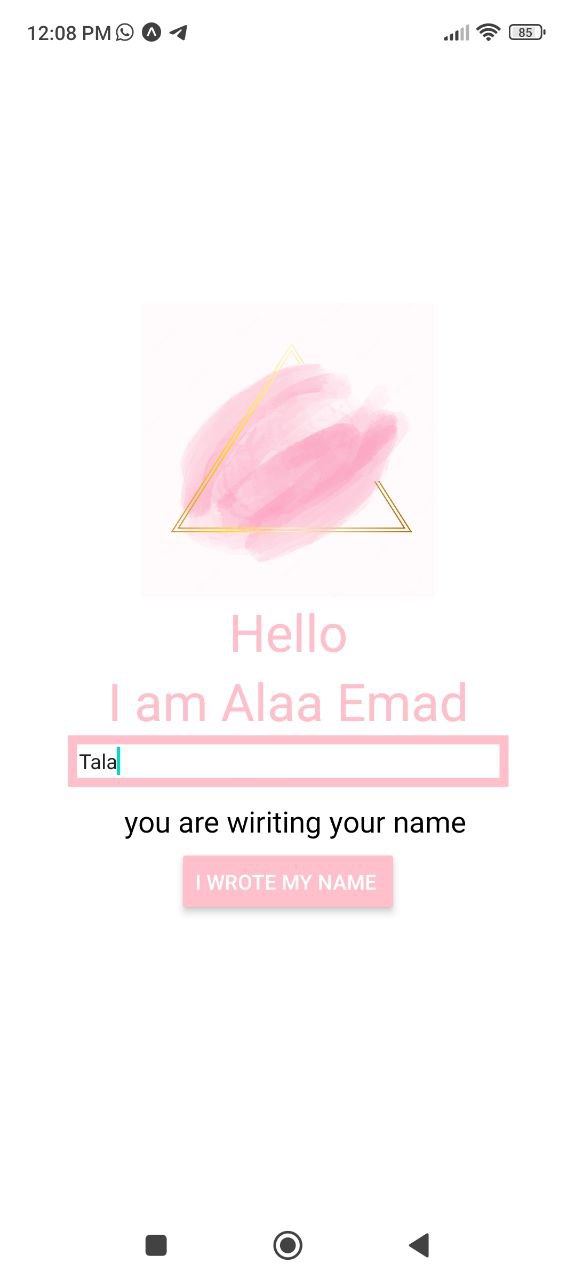 12:08 PM
85
Hello
I am Alaa Emad
Tala
you are wiriting your name
I WROTE MY NAME